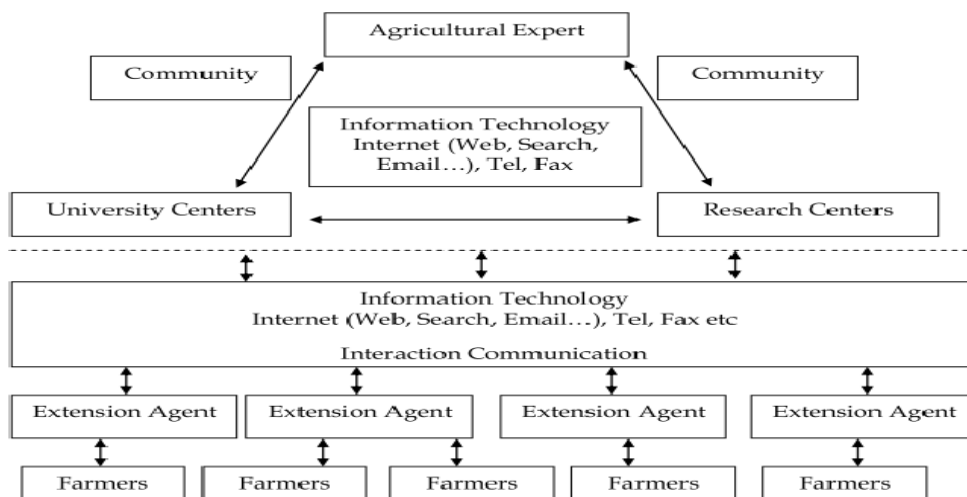 Agricultural Expert
Community
Community
Information Technology
Internet (Web, Search,
Email...), Tel, Fax
University Centers
Research Centers
Information Technology
Internet (Web, Search, Email...), Tel, Fax etc
Interaction Communication
Extension Agent
Extension Agent
Extension Agent
Extension Agent
Farmers
Farmers
Farmers
Farmers
Farmers